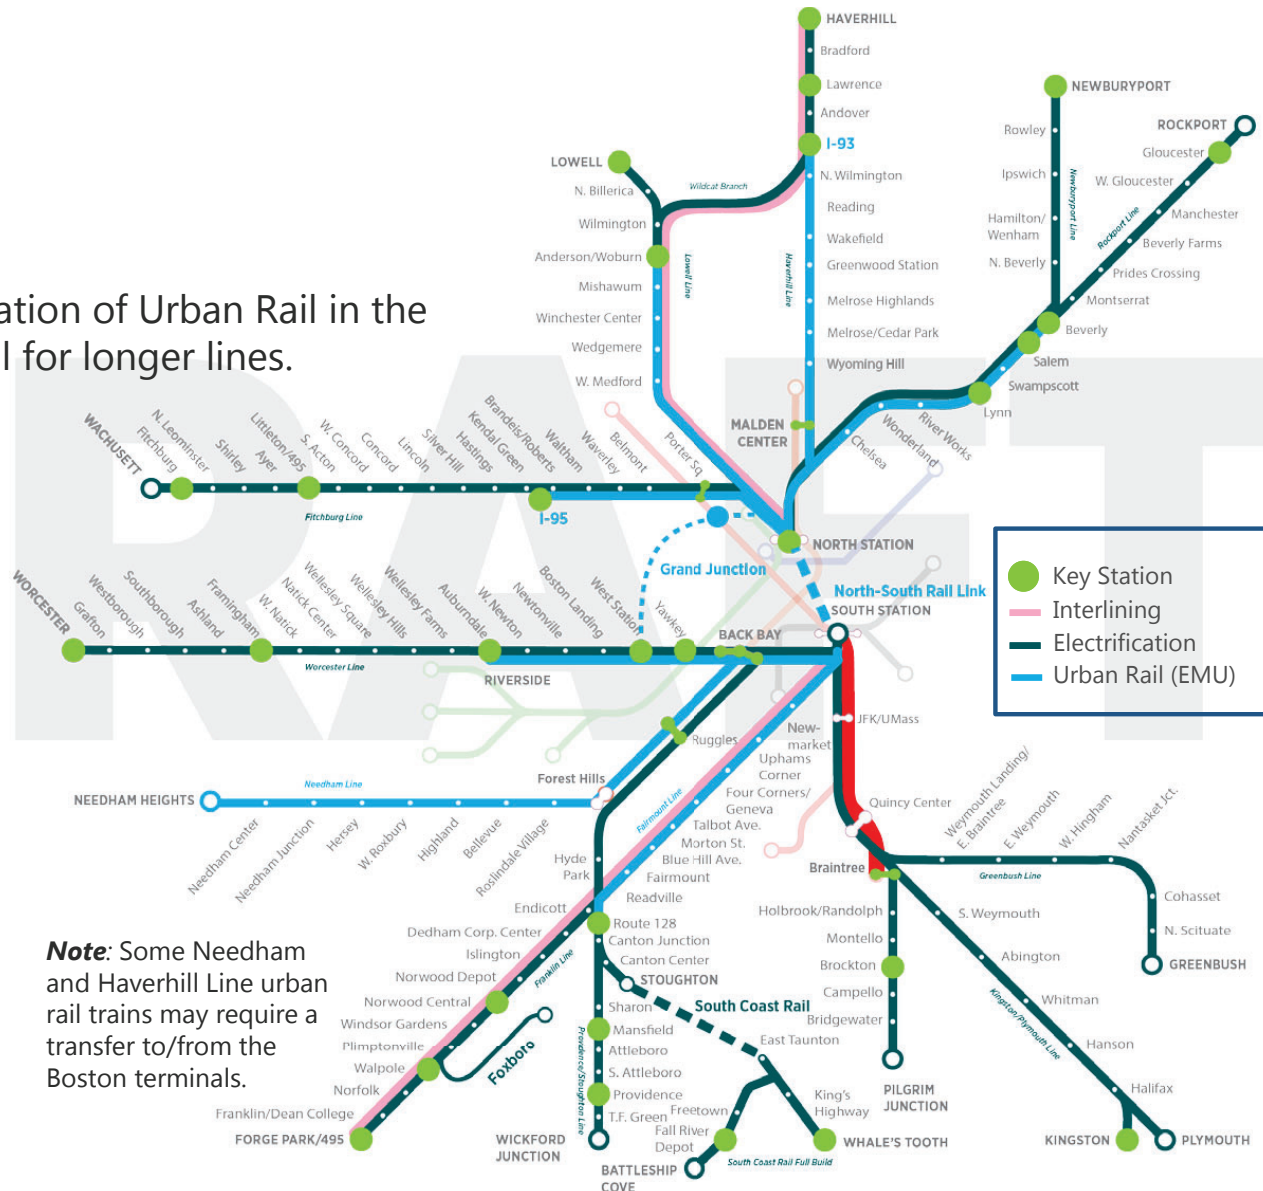 HAVERHILL
Bradford
Lawrence
Andover
I-93
N. Wilmington
Reading
Wakefield
Greenwood Station
Melrose Highlands
Melrose/Cedar Park
Wyoming Hill
MALDEN
CENTER
Haverhill Line
Wildcat Branch
LOWELL
N. Billerica
Wilmington
Anderson/Woburn
Mishawum
Winchester Center
Wedgemere
W. Medford
Lowell Line
NEWBURYPORT
Rowley
Ipswich
Hamilton/
Wenham
N. Beverly
Newburyport Line
ROCKPORT
Gloucester
W. Gloucester
Manchester
Beverly Farms
Prides Crossing
Montserrat
Rockport Line
Beverly
Salem
Swampscott
Lynn
River Works
Wonderland
Chelsea
ation of Urban Rail in the
l for longer lines.
RAFT
WACHUSETT
Fitchburg
N. Leominster
Shirley
Ayer
Littleton/495
S. Acton
W. Concord
Concord
Lincoln
Silver Hill
Hastings
Kendal Green
Brandeis/Roberts
Waltham
Waverley
Belmont
Porter Sq
Fitchburg Line
I-95
Grand Junction
NORTH STATION
North-South Rail Link
SOUTH STATION
Key Station
Interlining
Electrification
Urban Rail (EMU)
WORCESTER
Grafton
Westborough
Southborough
Ashland
Framingham
W. Natick
Natick Center
Wellesley Square
Wellesley Hills
Wellesley Farms
Auburndale
W. Newton
Newtonville
Boston Landing
West Station
Yawkey
BACK BAY
Worcester Line
RIVERSIDE
Ruggles
Forest Hills
NEEDHAM HEIGHTS
Needham Line
Needham Center
Needham Junction
Hersey
W. Roxbury
Highland
Bellevue
Roslindale Village
New-
market
Uphams
Corner
Four Corners/
Geneva
Talbot Ave.
Morton St.
Blue Hill Ave.
Fairmount
Readville
Fairmount Line
JFK/UMass
Quincy Center
Braintree
Weymouth Landing/
E. Braintree
E. Weymouth
W. Hingham
Nantasket Jct.
Cohasset
N. Scituate
GREENBUSH
Greenbush Line
Hyde
Park
Endicott
Dedham Corp. Center
Islington
Norwood Depot
Norwood Central
Windsor Gardens
Plimptonville
Walpole
Norfolk
Franklin/Dean College
FORGE PARK/495
Franklin Line
Foxboro
Route 128
Canton Junction
Canton Center
STOUGHTON
Sharon
Mansfield
Attleboro
S. Attleboro
Providence
T.F. Green
WICKFORD
JUNCTION
Providence/Stoughton Line
South Coast Rail
East Taunton
Freetown
Fall River
Depot
BATTLESHIP
COVE
King's
Highway
WHALE'S TOOTH
South Coast Rail Full Build
Holbrook/Randolph
Montello
Brockton
Campello
Bridgewater
PILGRIM
JUNCTION
S. Weymouth
Abington
Whitman
Hanson
Halifax
KINGSTON
PLYMOUTH
Kingston/Plymouth Line
Note: Some Needham
and Haverhill Line urban
rail trains may require a
transfer to/from the
Boston terminals.